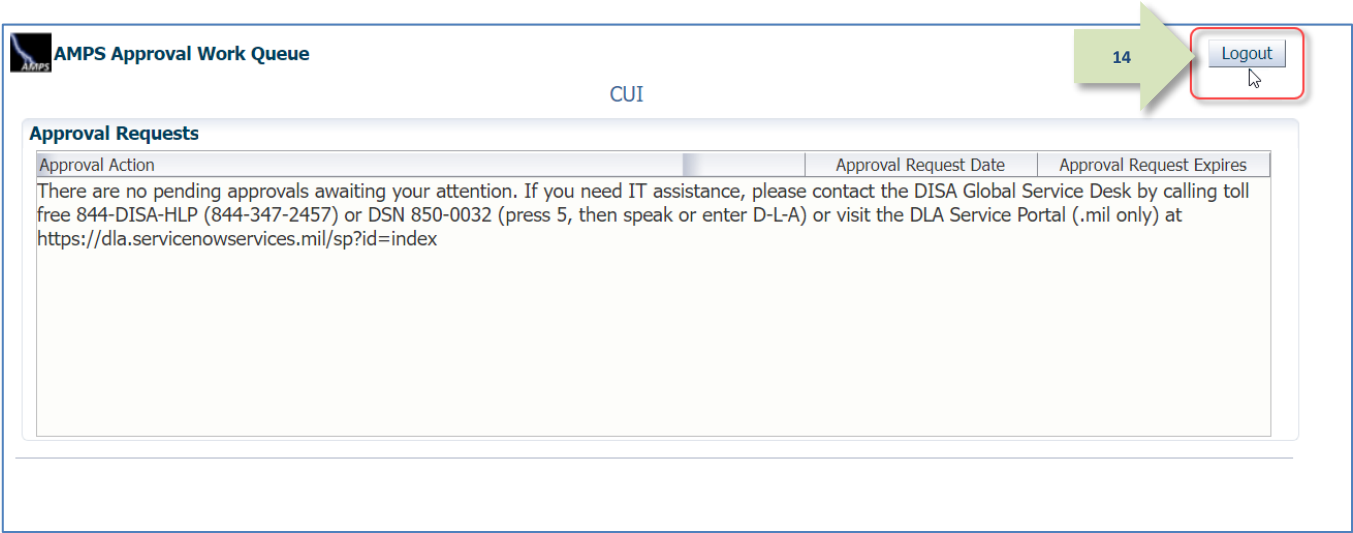 AMPS
AMPS Approval Work Queue
14
Logout
CUI
Approval Requests
Approval Action Approval Request Date Approval Request Expires
There are no pending approvals awaiting your attention. If you need IT assistance, please contact the DISA Global Service Desk by calling toll
free 844-DISA-HLP (844-347-2457) or DSN 850-0032 (press 5, then speak or enter D-L-A) or visit the DLA Service Portal (.mil only) at
https://dla.servicenowservices.mil/sp?id=index